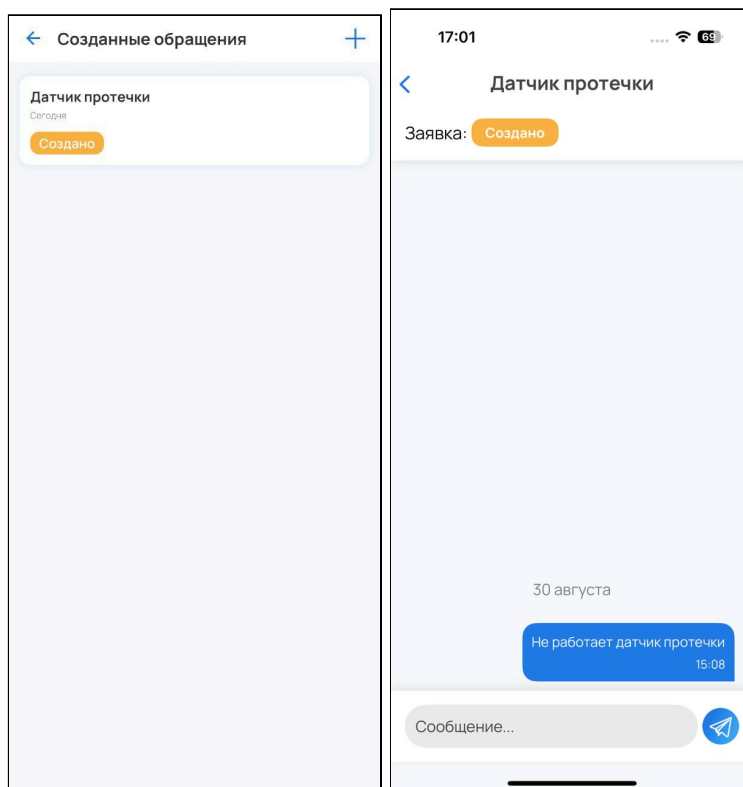 Созданные обращения
Датчик протечки
Сегодня
Создано
17:01
69
Датчик протечки
Заявка: Создано
30 августа
Не работает датчик протечки
15:08
Сообщение...